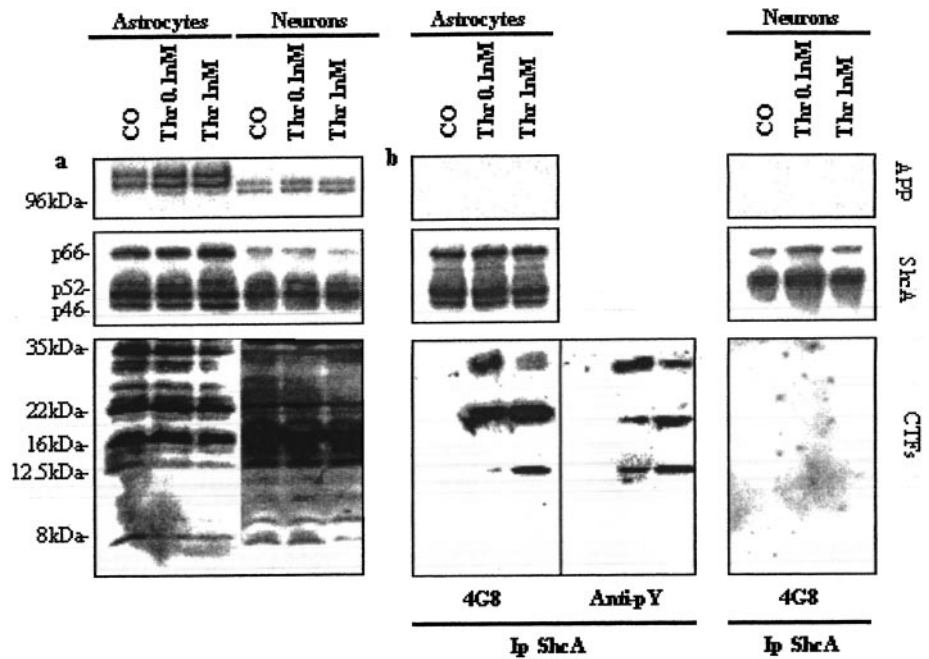 Astrocytes Neurons Astrocytes Neurons
CO Thr 0.1nM Thr 1nM CO Thr 0.1nM Thr 1nM CO Thr 0.1nM Thr 1nM CO Thr 0.1nM Thr 1nM
a b
96kDa-
APP
p66-
p52-
p46-
ShcA
35kDa-
22kDa-
16kDa-
12.5kDa-
8kDa-
CTFs
4G8 Anti-pY 4G8
Ip ShcA Ip ShcA